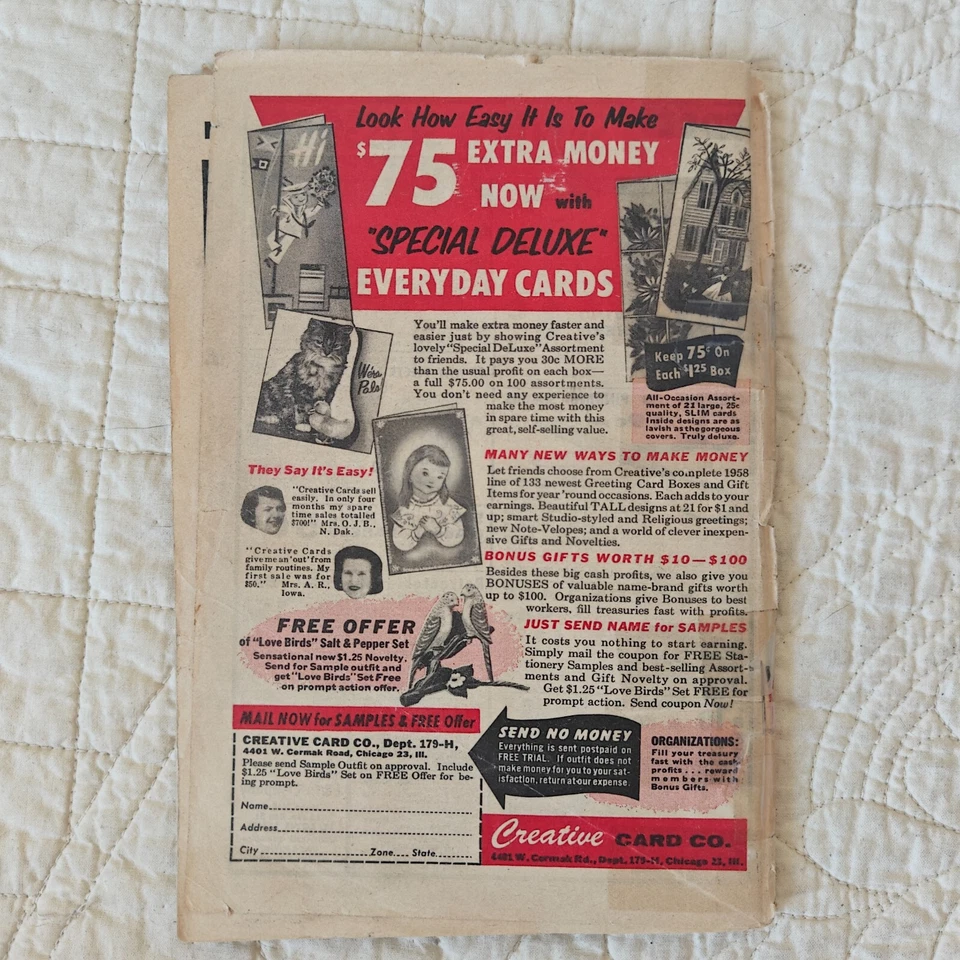 Look How Easy It Is To Make
$75 EXTRA MONEY
NOW with
"SPECIAL DELUXE"
EVERYDAY CARDS
Hi
We're
Pals
You'll make extra money faster and
easier just by showing Creative's
lovely "Special DeLuxe" Assortment
to friends. It pays you 30c MORE
than the usual profit on each box—
a full $75.00 on 100 assortments.
You don't need any experience to
make the most money
in spare time with this
great, self-selling value.
Keep 75¢ On
Each $1.25 Box
All-Occasion Assort-
ment of 21 large, 25c
quality, SLIM cards
Inside designs are as
lavish as the gorgeous
covers. Truly deluxe.
MANY NEW WAYS TO MAKE MONEY
Let friends choose from Creative's complete 1958
line of 133 newest Greeting Card Boxes and Gift
Items for year 'round occasions. Each adds to your
earnings. Beautiful TALL designs at 21 for $1 and
up; smart Studio-styled and Religious greetings;
new Note-Velopes; and a world of clever inexpen-
sive Gifts and Novelties.
BONUS GIFTS WORTH $10—$100
Besides these big cash profits, we also give you
BONUSES of valuable name-brand gifts worth
up to $100. Organizations give Bonuses to best
workers, fill treasuries fast with profits.
JUST SEND NAME for SAMPLES
It costs you nothing to start earning.
Simply mail the coupon for FREE Sta-
tionery Samples and best-selling Assort-
ments and Gift Novelty on approval.
Get $1.25 "Love Birds" Set FREE for
prompt action. Send coupon Now!
They Say It's Easy!
"Creative Cards sell
easily. In only four
months my spare
time sales totalled
$700!" Mrs. O. J. B.,
N. Dak.
"Creative Cards
give me an 'out' from
family routines. My
first sale was for
$50." Mrs. A. R.,
Iowa.
FREE OFFER
of "Love Birds" Salt & Pepper Set
Sensational new $1.25 Novelty.
Send for Sample outfit and
get "Love Birds" Set Free
on prompt action offer.
MAIL NOW for SAMPLES & FREE Offer
CREATIVE CARD CO., Dept. 179-H,
4401 W. Cermak Road, Chicago 23, Ill.
Please send Sample Outfit on approval. Include
$1.25 "Love Birds" Set on FREE Offer for be-
ing prompt.
Name
Address
City Zone State
SEND NO MONEY
Everything is sent postpaid on
FREE TRIAL. If outfit does not
make money for you to your sat-
isfaction, return at our expense.
ORGANIZATIONS:
Fill your treasury
fast with the cash
profits . . . reward
members with
Bonus Gifts.
Creative CARD CO.
4401 W. Cermak Rd., Dept. 179-H, Chicago 23, Ill.